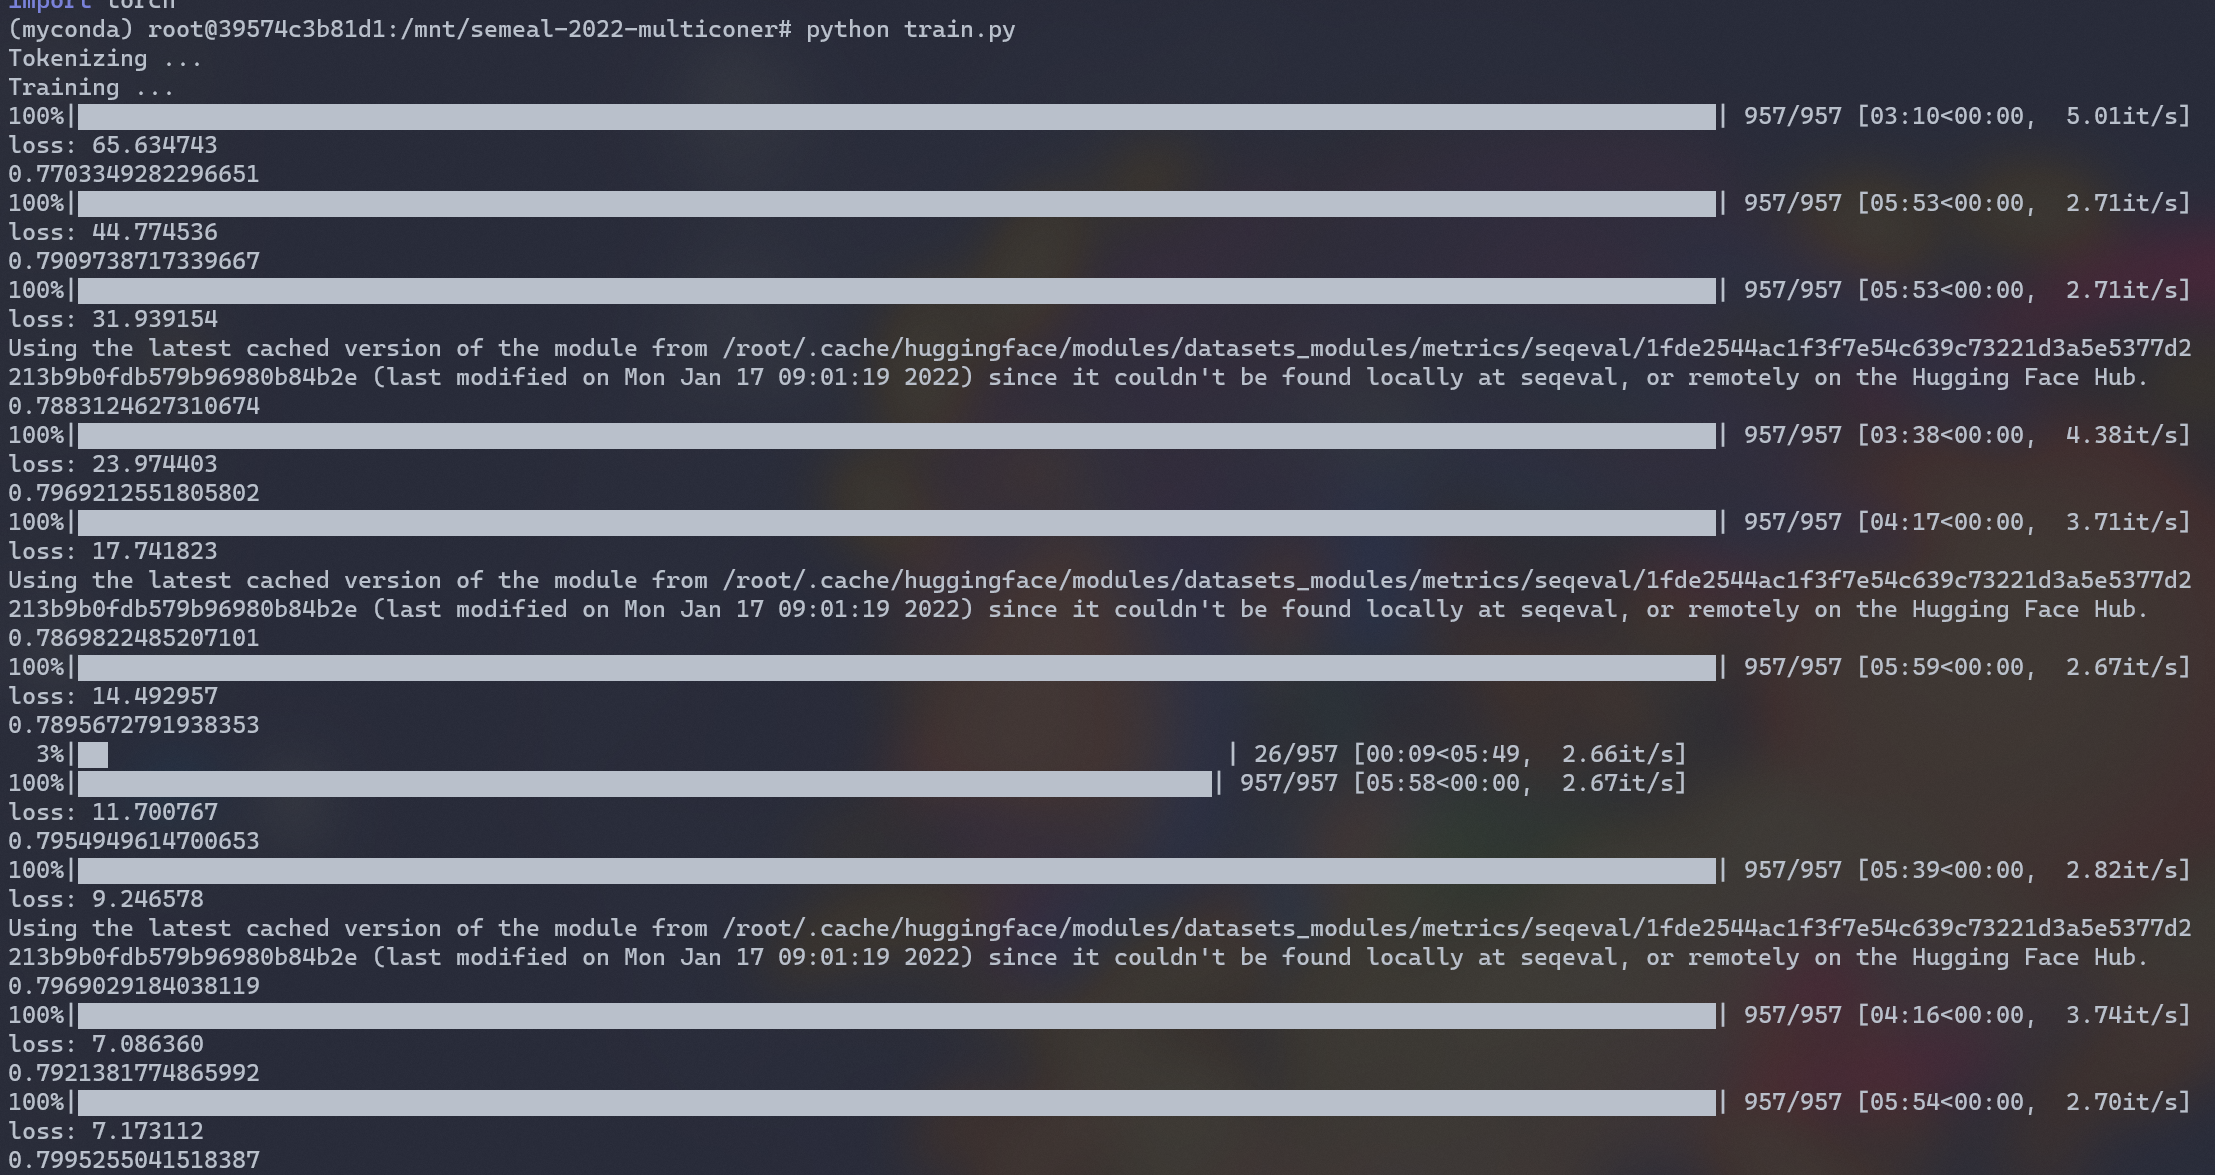 import torch
(myconda) root@39574c3b81d1:/mnt/semeal-2022-multiconer# python train.py
Tokenizing ...
Training ...
100%| | 957/957 [03:10<00:00, 5.01it/s]
loss: 65.634743
0.7703349282296651
100%| | 957/957 [05:53<00:00, 2.71it/s]
loss: 44.774536
0.7909738717339667
100%| | 957/957 [05:53<00:00, 2.71it/s]
loss: 31.939154
Using the latest cached version of the module from /root/.cache/huggingface/modules/datasets_modules/metrics/seqeval/1fde2544ac1f3f7e54c639c73221d3a5e5377d2
213b9b0fdb579b96980b84b2e (last modified on Mon Jan 17 09:01:19 2022) since it couldn't be found locally at seqeval, or remotely on the Hugging Face Hub.
0.7883124627310674
100%| | 957/957 [03:38<00:00, 4.38it/s]
loss: 23.974403
0.7969212551805802
100%| | 957/957 [04:17<00:00, 3.71it/s]
loss: 17.741823
Using the latest cached version of the module from /root/.cache/huggingface/modules/datasets_modules/metrics/seqeval/1fde2544ac1f3f7e54c639c73221d3a5e5377d2
213b9b0fdb579b96980b84b2e (last modified on Mon Jan 17 09:01:19 2022) since it couldn't be found locally at seqeval, or remotely on the Hugging Face Hub.
0.7869822485207101
100%| | 957/957 [05:59<00:00, 2.67it/s]
loss: 14.492957
0.7895672791938353
3%| | 26/957 [00:09<05:49, 2.66it/s]
100%| | 957/957 [05:58<00:00, 2.67it/s]
loss: 11.700767
0.7954949614700653
100%| | 957/957 [05:39<00:00, 2.82it/s]
loss: 9.246578
Using the latest cached version of the module from /root/.cache/huggingface/modules/datasets_modules/metrics/seqeval/1fde2544ac1f3f7e54c639c73221d3a5e5377d2
213b9b0fdb579b96980b84b2e (last modified on Mon Jan 17 09:01:19 2022) since it couldn't be found locally at seqeval, or remotely on the Hugging Face Hub.
0.7969029184038119
100%| | 957/957 [04:16<00:00, 3.74it/s]
loss: 7.086360
0.7921381774865992
100%| | 957/957 [05:54<00:00, 2.70it/s]
loss: 7.173112
0.7995255041518387